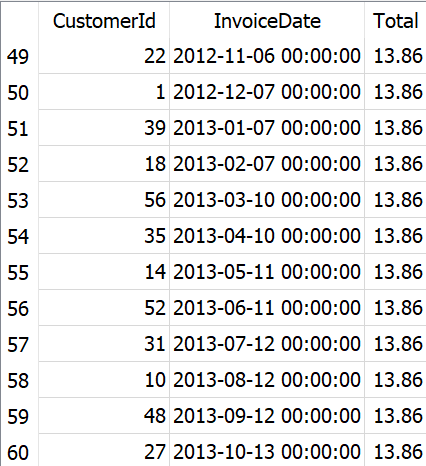 CustomerId InvoiceDate Total
49 22 2012-11-06 00:00:00 13.86
50 1 2012-12-07 00:00:00 13.86
51 39 2013-01-07 00:00:00 13.86
52 18 2013-02-07 00:00:00 13.86
53 56 2013-03-10 00:00:00 13.86
54 35 2013-04-10 00:00:00 13.86
55 14 2013-05-11 00:00:00 13.86
56 52 2013-06-11 00:00:00 13.86
57 31 2013-07-12 00:00:00 13.86
58 10 2013-08-12 00:00:00 13.86
59 48 2013-09-12 00:00:00 13.86
60 27 2013-10-13 00:00:00 13.86